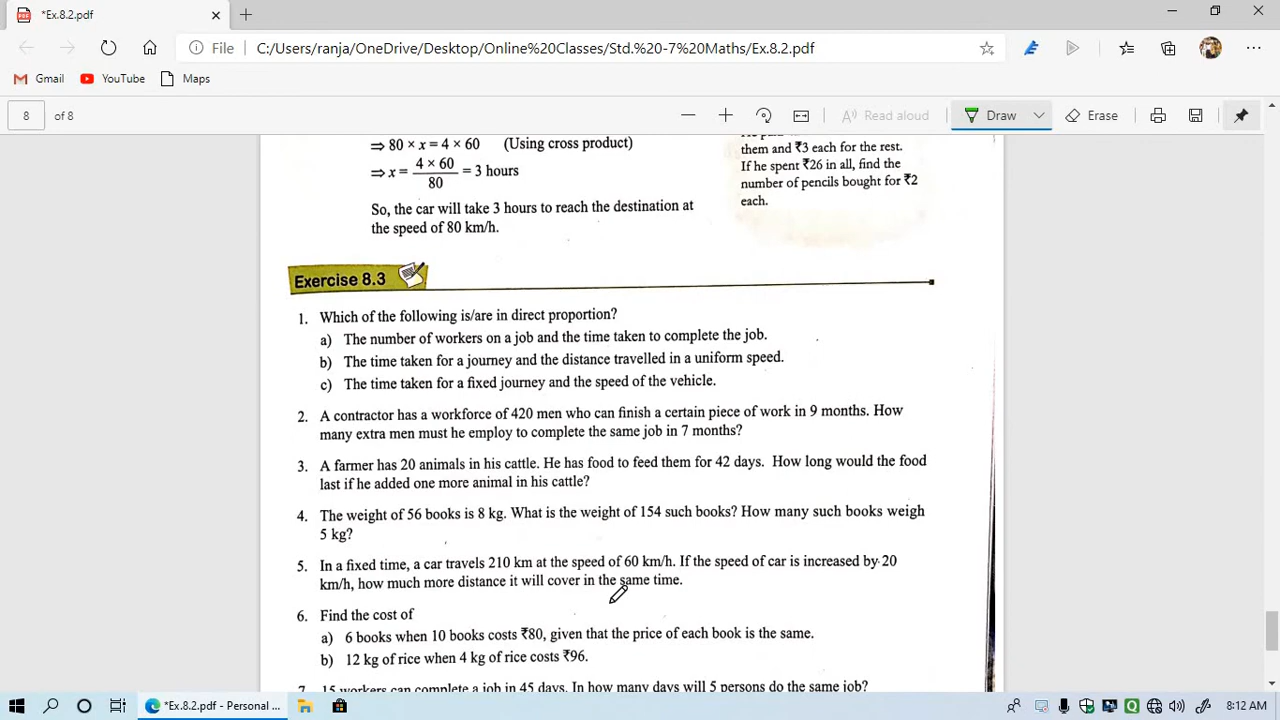 *Ex.8.2.pdf
File C:/Users/ranja/OneDrive/Desktop/Online%20Classes/Std.%20-7%20Maths/Ex.8.2.pdf
Gmail YouTube Maps
8 of 8 Read aloud Draw Erase
⇒ 80 × x = 4 × 60 (Using cross product)
⇒ x = 4 × 60 / 80 = 3 hours
So, the car will take 3 hours to reach the destination at
the speed of 80 km/h.
them and ₹3 each for the rest.
If he spent ₹26 in all, find the
number of pencils bought for ₹2
each.
Exercise 8.3
1. Which of the following is/are in direct proportion?
a) The number of workers on a job and the time taken to complete the job.
b) The time taken for a journey and the distance travelled in a uniform speed.
c) The time taken for a fixed journey and the speed of the vehicle.
2. A contractor has a workforce of 420 men who can finish a certain piece of work in 9 months. How
many extra men must he employ to complete the same job in 7 months?
3. A farmer has 20 animals in his cattle. He has food to feed them for 42 days. How long would the food
last if he added one more animal in his cattle?
4. The weight of 56 books is 8 kg. What is the weight of 154 such books? How many such books weigh
5 kg?
5. In a fixed time, a car travels 210 km at the speed of 60 km/h. If the speed of car is increased by 20
km/h, how much more distance it will cover in the same time.
6. Find the cost of
a) 6 books when 10 books costs ₹80, given that the price of each book is the same.
b) 12 kg of rice when 4 kg of rice costs ₹96.
7. 15 workers can complete a job in 45 days. In how many days will 5 persons do the same job?
*Ex.8.2.pdf - Personal ...
8:12 AM